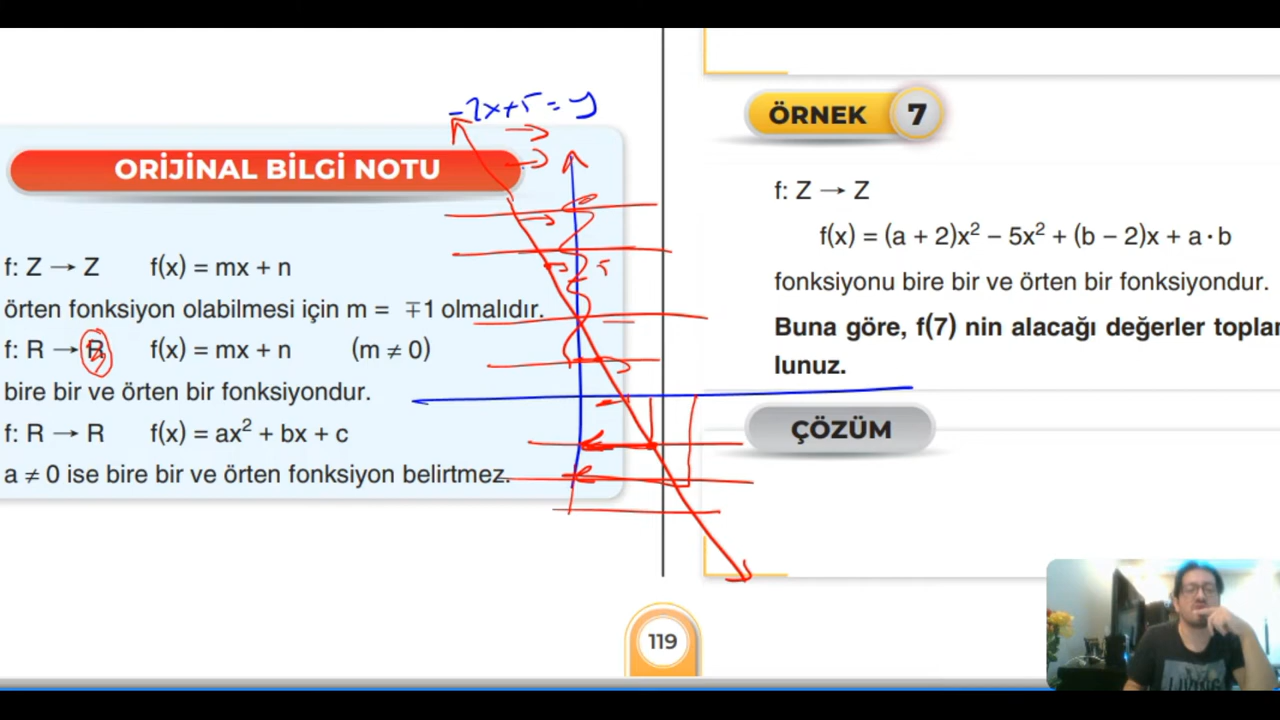 -2x+5=y
ORİJİNAL BİLGİ NOTU
f: Z → Z f(x) = mx + n
örten fonksiyon olabilmesi için m = ∓1 olmalıdır.
f: R → R f(x) = mx + n (m ≠ 0)
bire bir ve örten bir fonksiyondur.
f: R → R f(x) = ax² + bx + c
a ≠ 0 ise bire bir ve örten fonksiyon belirtmez.
5
119
ÖRNEK 7
f: Z → Z
f(x) = (a + 2)x² – 5x² + (b – 2)x + a · b
fonksiyonu bire bir ve örten bir fonksiyondur.
Buna göre, f(7) nin alacağı değerler toplan
lunuz.
ÇÖZÜM